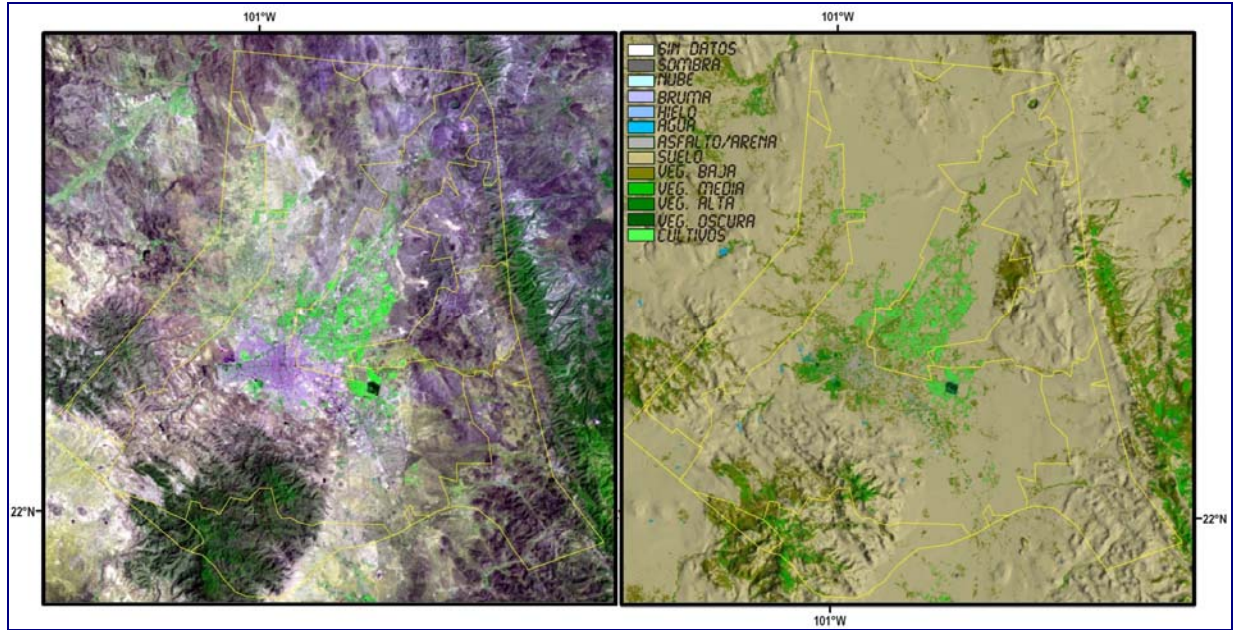 101°W
101°W
SIN DATOS
SOMBRA
NUBE
BRUMA
HIELO
AGUA
ASFALTO/ARENA
SUELO
VEG. BAJA
VEG. MEDIA
VEG. ALTA
VEG. OSCURA
CULTIVOS
22°N
22°N
101°W